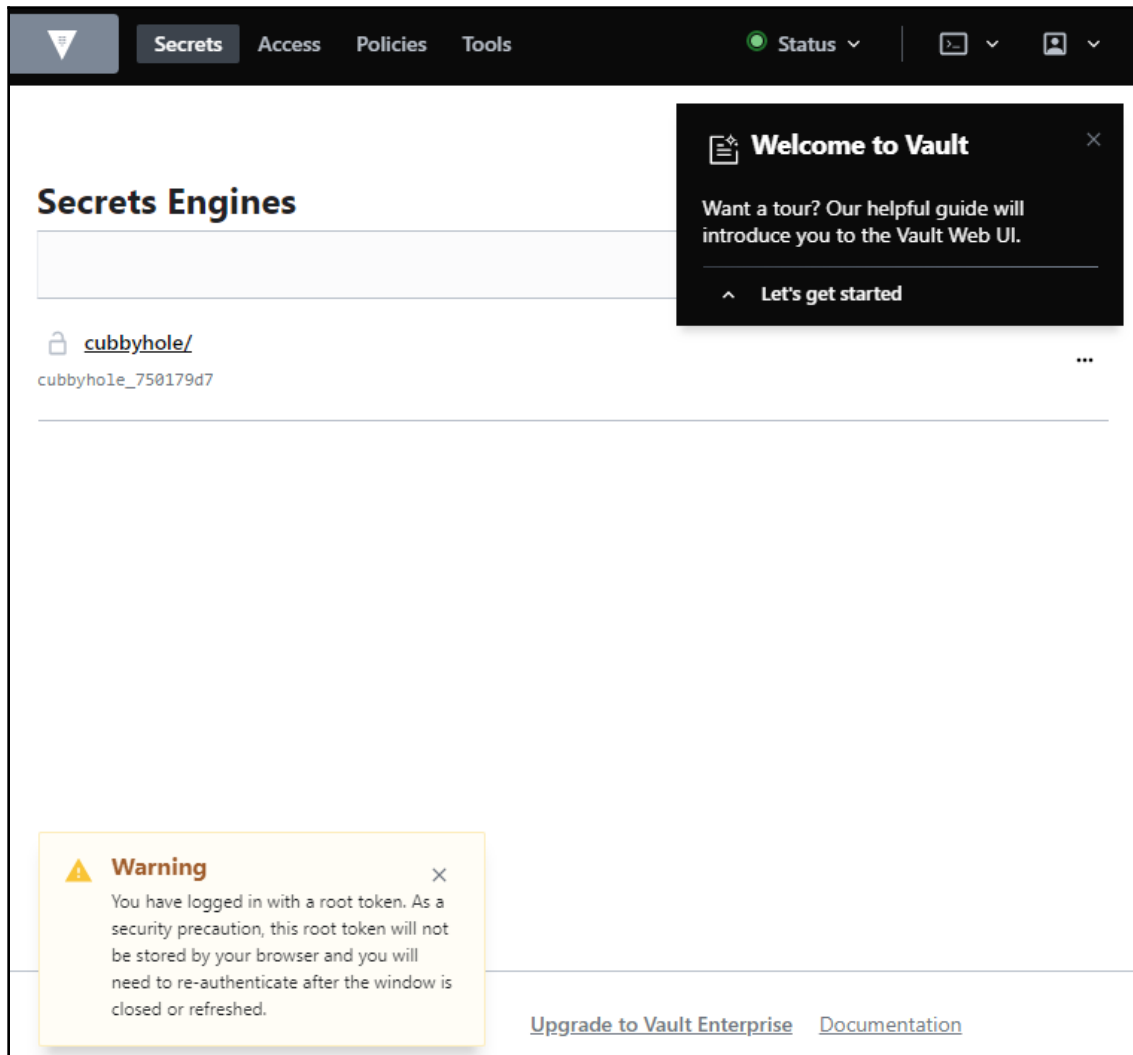 Secrets Access Policies Tools Status
Welcome to Vault
Want a tour? Our helpful guide will
introduce you to the Vault Web UI.
Let's get started
Secrets Engines
cubbyhole/
cubbyhole_750179d7
Warning
You have logged in with a root token. As a
security precaution, this root token will not
be stored by your browser and you will
need to re-authenticate after the window is
closed or refreshed.
Upgrade to Vault Enterprise Documentation